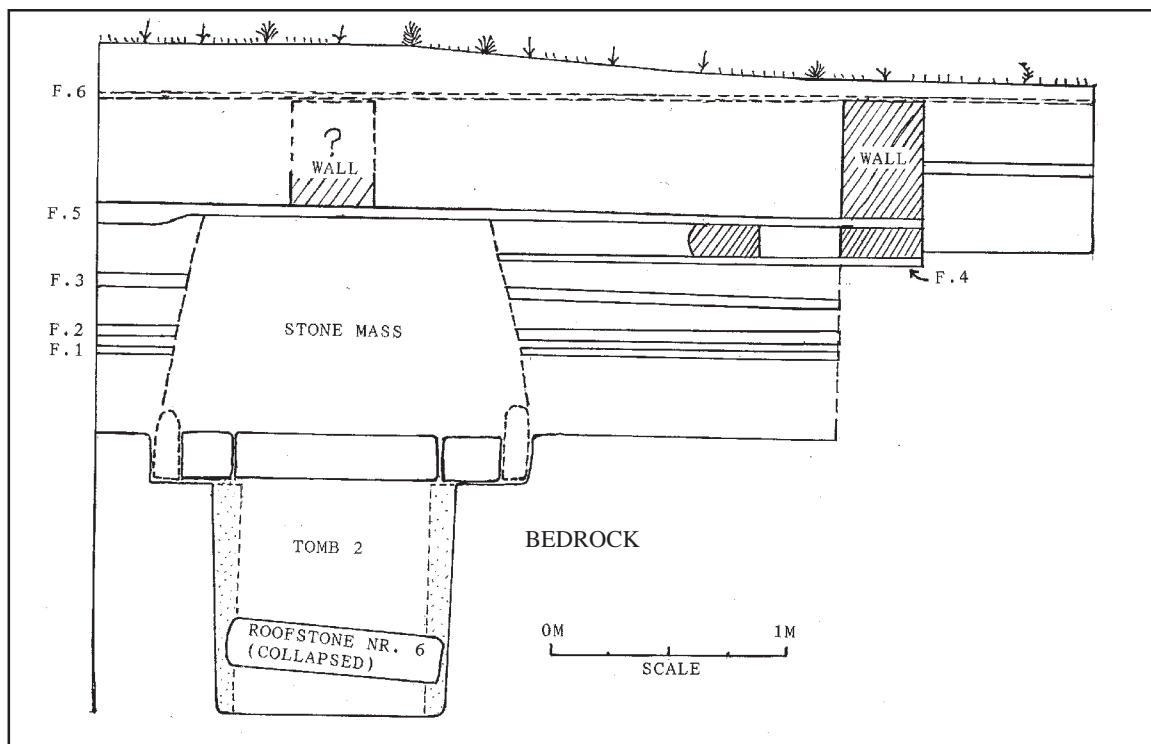 F.6
?
WALL
WALL
F.5
F.4
F.3
STONE MASS
F.2
F.1
TOMB 2
BEDROCK
ROOFSTONE NR. 6
(COLLAPSED)
0M 1M
SCALE